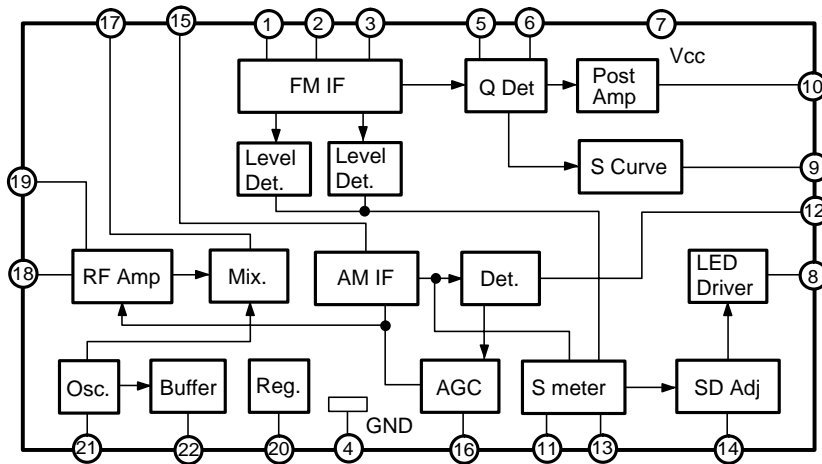 17 15 1 2 3 5 6 7
Vcc
FM IF
Q Det
Post
Amp
10
Level
Det.
Level
Det.
S Curve
9
19
12
18
RF Amp
Mix.
AM IF
Det.
LED
Driver
8
Osc.
Buffer
Reg.
AGC
S meter
SD Adj
GND
21 22 20 4 16 11 13 14